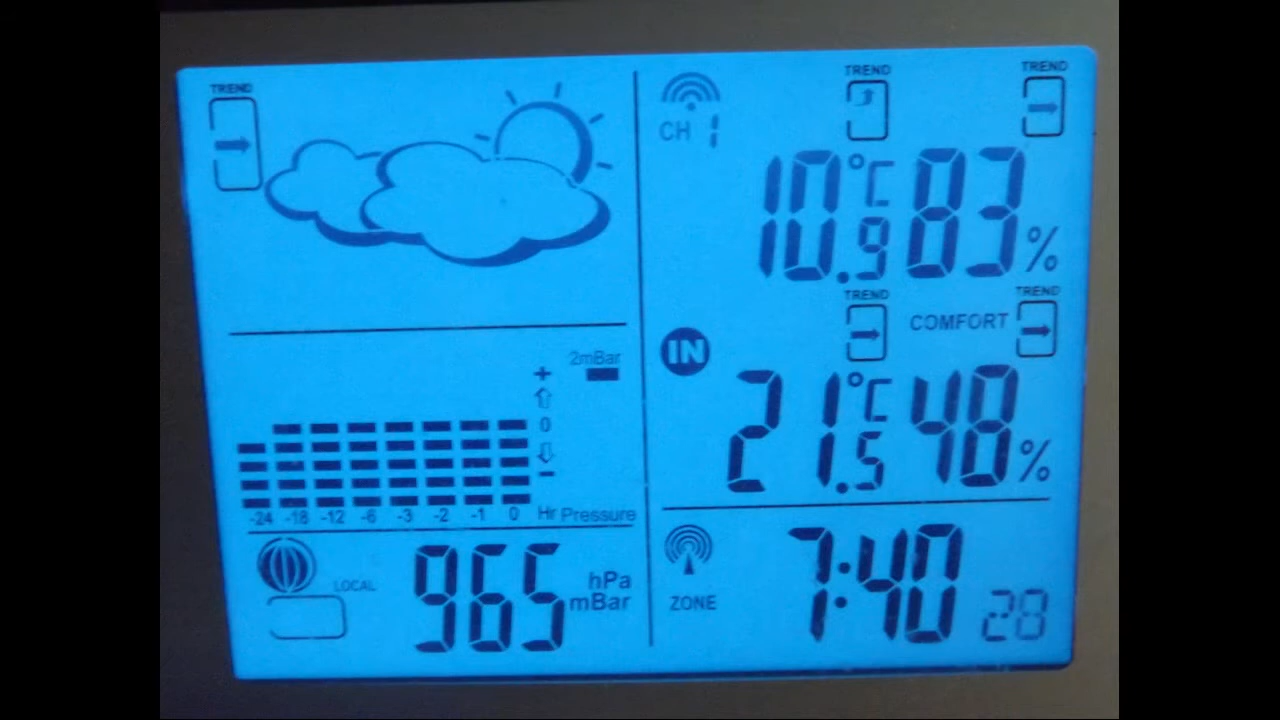 TREND
CH 1
TREND
TREND
10.9 °C 83 %
2mBar
+
0
-
-24 -18 -12 -6 -3 -2 -1 0 Hr Pressure
LOCAL
965 hPa
mBar
IN
TREND
COMFORT
TREND
21.5 °C 48 %
ZONE
7:40 28